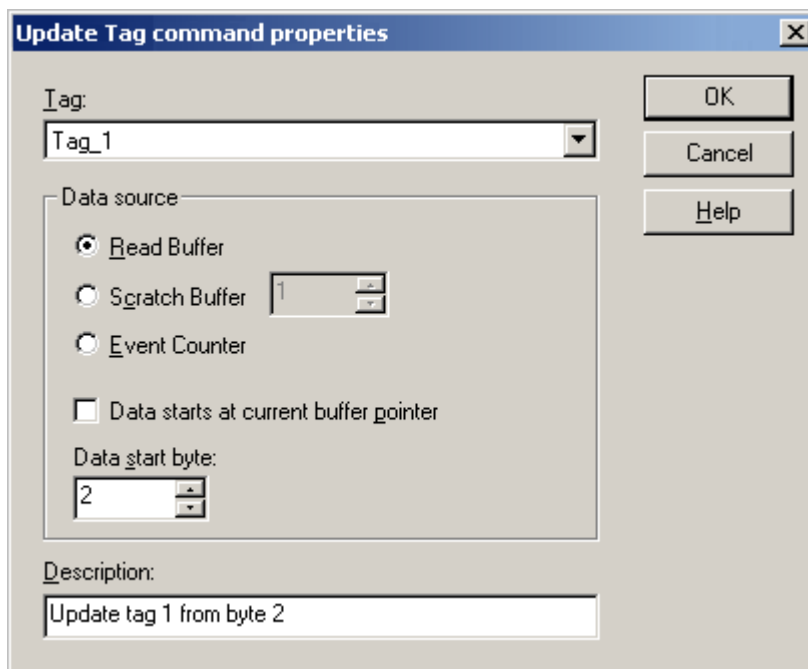 Update Tag command properties
Tag:
Tag_1
OK
Cancel
Help
Data source
Read Buffer
Scratch Buffer 1
Event Counter
Data starts at current buffer pointer
Data start byte:
2
Description:
Update tag 1 from byte 2